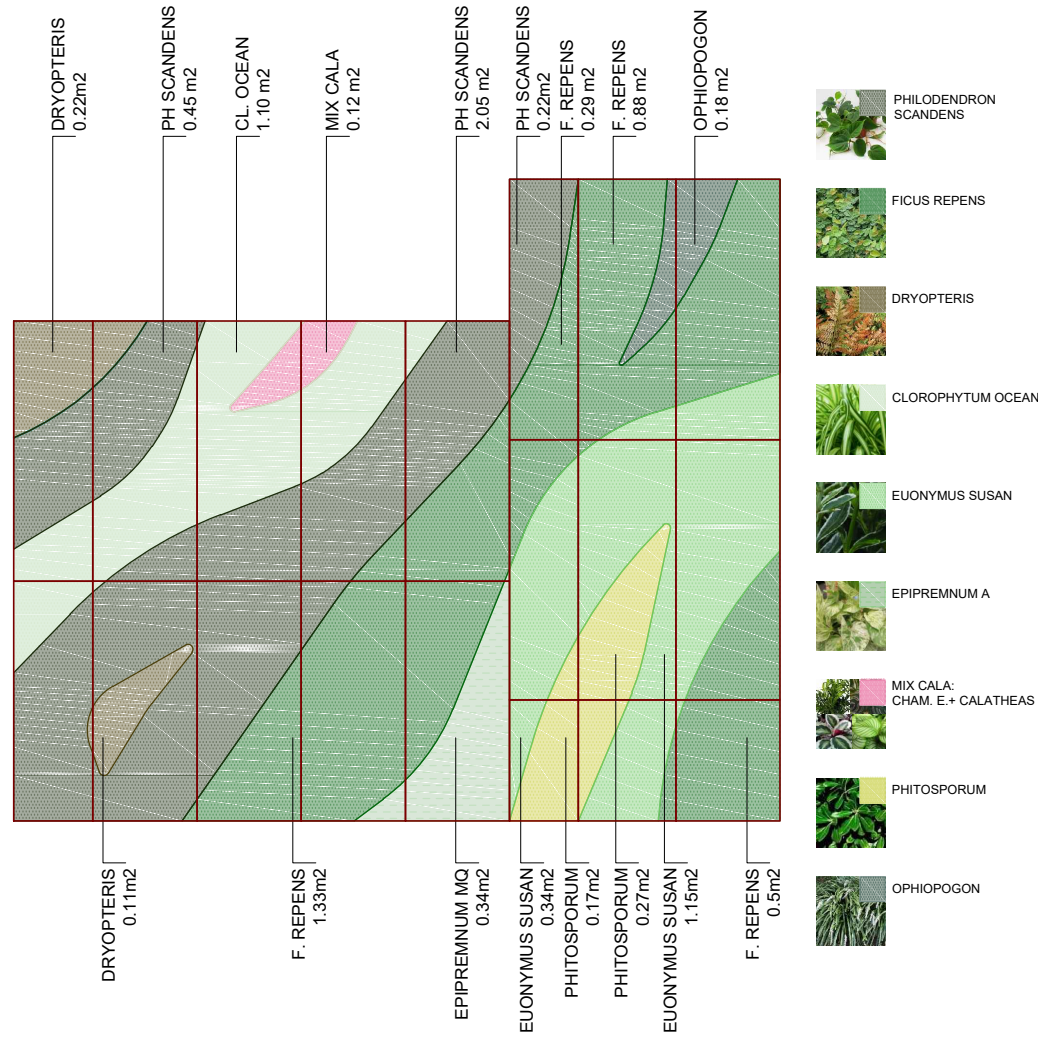 DRYOPTERIS
0.22m2
PH SCANDENS
0.45 m2
CL. OCEAN
1.10 m2
MIX CALA
0.12 m2
PH SCANDENS
2.05 m2
PH SCANDENS
0.22m2
F. REPENS
0.29 m2
F. REPENS
0.88 m2
OPHIOPOGON
0.18 m2
PHILODENDRON
SCANDENS
FICUS REPENS
DRYOPTERIS
CLOROPHYTUM OCEAN
EUONYMUS SUSAN
EPIPREMNUM A
MIX CALA:
CHAM. E.+ CALATHEAS
PHITOSPORUM
OPHIOPOGON
DRYOPTERIS
0.11m2
F. REPENS
1.33m2
EPIPREMNUM MQ
0.34m2
EUONYMUS SUSAN
0.34m2
PHITOSPORUM
0.17m2
PHITOSPORUM
0.27m2
EUONYMUS SUSAN
1.15m2
F. REPENS
0.5m2